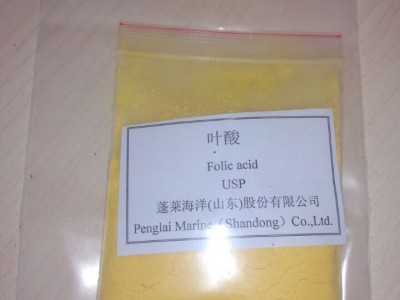 叶酸
Folic acid
USP
蓬莱海洋(山东)股份有限公司
Penglai Marine（Shandong）Co.,Ltd.